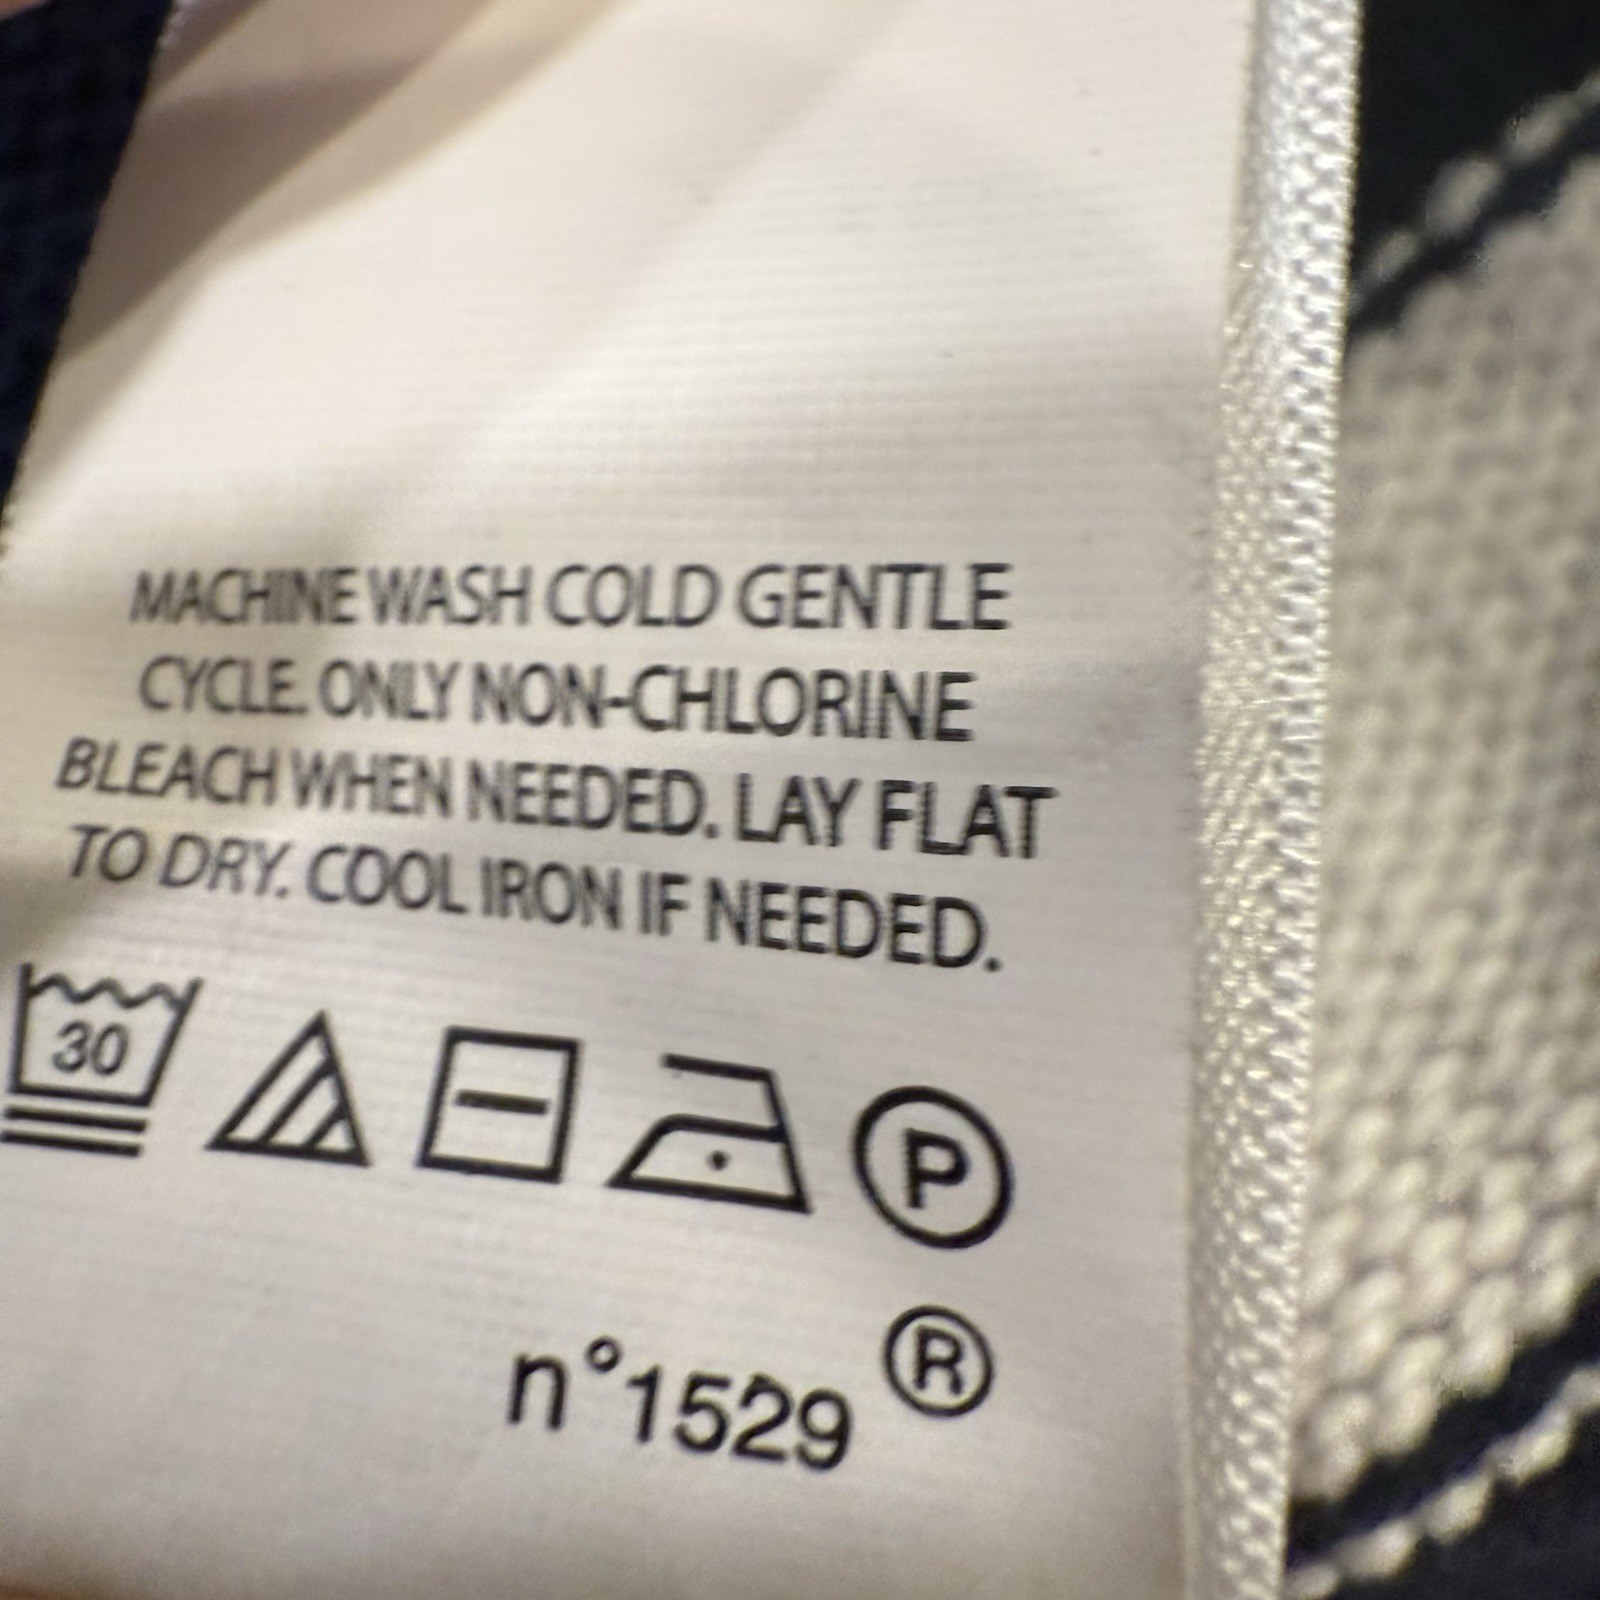 MACHINE WASH COLD GENTLE
CYCLE. ONLY NON-CHLORINE
BLEACH WHEN NEEDED. LAY FLAT
TO DRY. COOL IRON IF NEEDED.
30 P
n°1529 ®